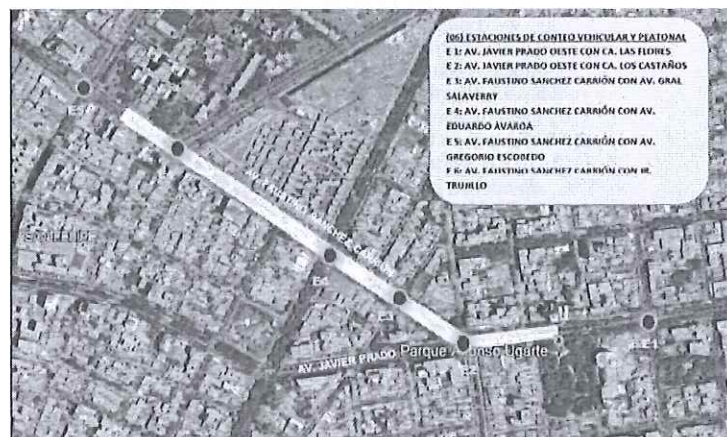 (06) ESTACIONES DE CONTEO VEHICULAR Y PEATONAL
E 1: AV. JAVIER PRADO OESTE CON CA. LAS FLORES
E 2: AV. JAVIER PRADO OESTE CON CA. LOS CASTAÑOS
E 3: AV. FAUSTINO SANCHEZ CARRIÓN CON AV. GRAL
SALAVERRY
E 4: AV. FAUSTINO SANCHEZ CARRIÓN CON AV.
EDUARDO AVAROA
E 5: AV. FAUSTINO SANCHEZ CARRIÓN CON AV.
GREGORIO ESCOBEDO
E 6: AV. FAUSTINO SANCHEZ CARRIÓN CON JR.
TRUJILLO
AV. FAUSTINO SANCHEZ CARRIÓN
E4
E3
AV. JAVIER PRADO
Parque Ugarte
E2
E1